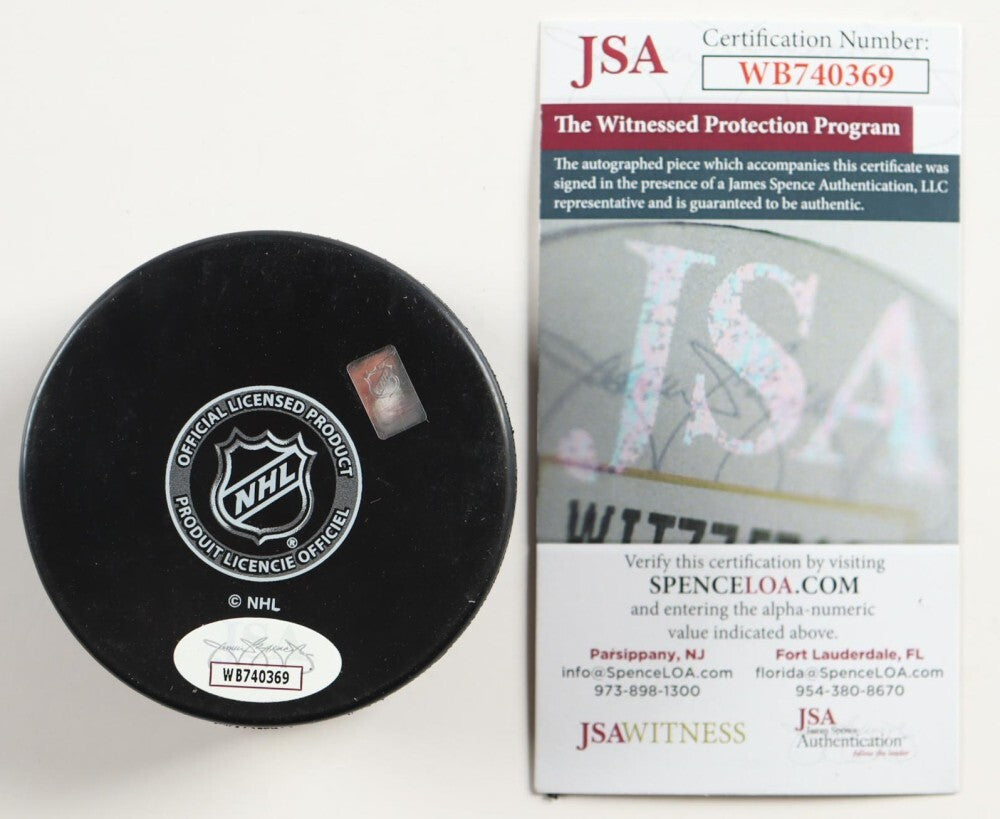 OFFICIAL LICENSED PRODUCT
NHL
®
PRODUIT LICENCIE OFFICIEL
© NHL
WB740369
JSA
Certification Number:
WB740369
The Witnessed Protection Program
The autographed piece which accompanies this certificate was
signed in the presence of a James Spence Authentication, LLC
representative and is guaranteed to be authentic.
JSA
Verify this certification by visiting
SPENCELOA.COM
and entering the alpha-numeric
value indicated above.
Parsippany, NJ
info@SpenceLOA.com
973-898-1300
Fort Lauderdale, FL
florida@SpenceLOA.com
954-380-8670
JSAWITNESS
JSA
James Spence
Authentication